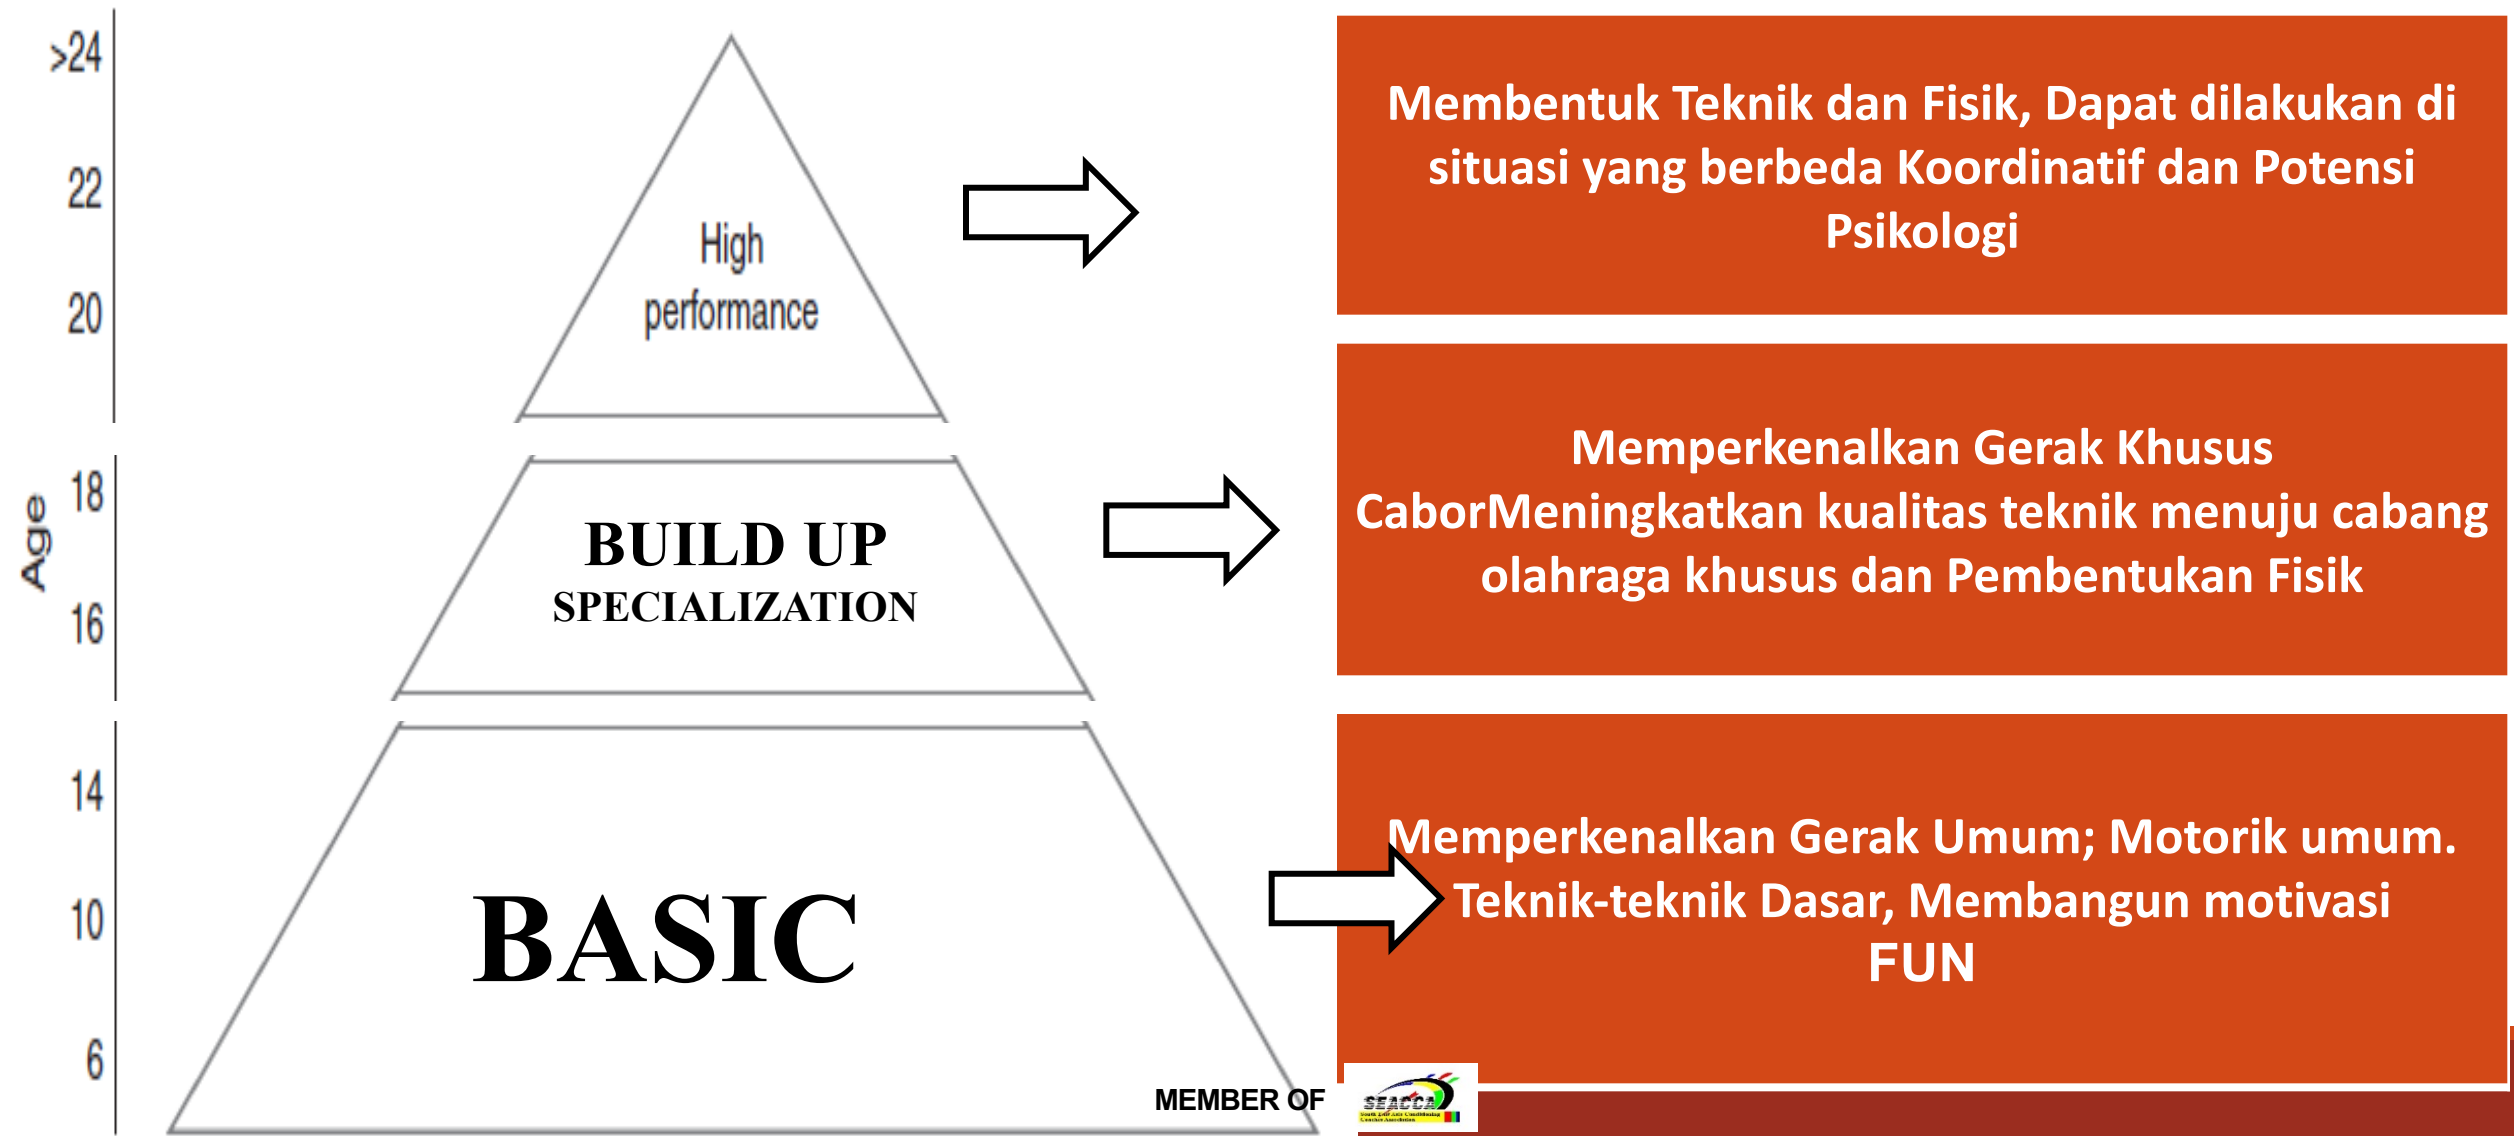 >24
22
20
High
performance
Membentuk Teknik dan Fisik, Dapat dilakukan di
situasi yang berbeda Koordinatif dan Potensi
Psikologi
Age
18
16
BUILD UP
SPECIALIZATION
Memperkenalkan Gerak Khusus
CaborMeningkatkan kualitas teknik menuju cabang
olahraga khusus dan Pembentukan Fisik
14
10
6
BASIC
Memperkenalkan Gerak Umum; Motorik umum.
Teknik-teknik Dasar, Membangun motivasi
FUN
MEMBER OF
SEACCA